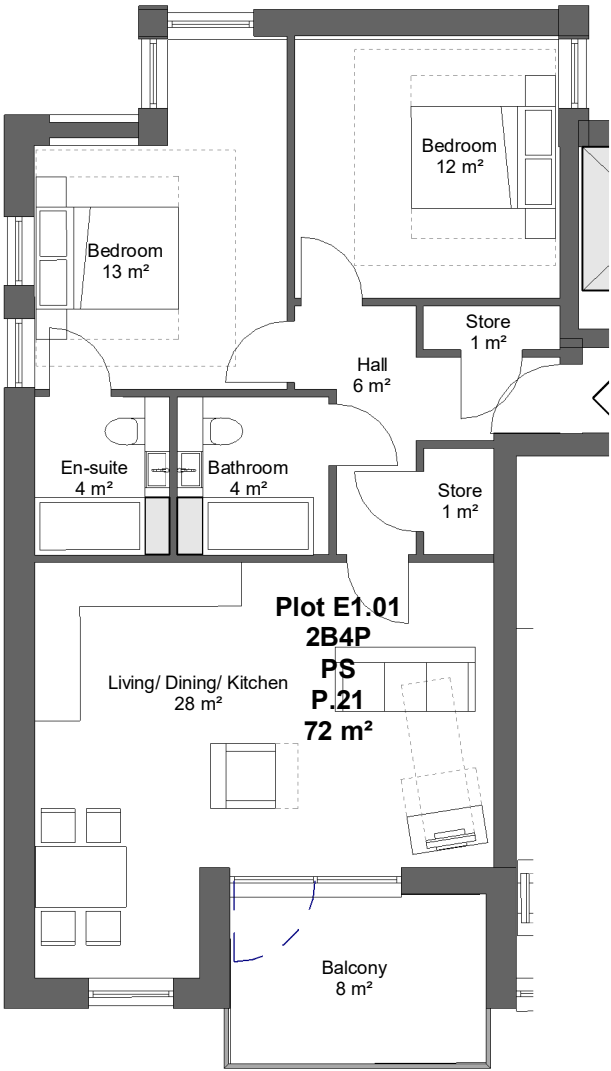 Bedroom
12 m²
Bedroom
13 m²
Store
1 m²
Hall
6 m²
En-suite
4 m²
Bathroom
4 m²
Store
1 m²
Plot E1.01
2B4P
PS
P.21
72 m²
Living/ Dining/ Kitchen
28 m²
Balcony
8 m²